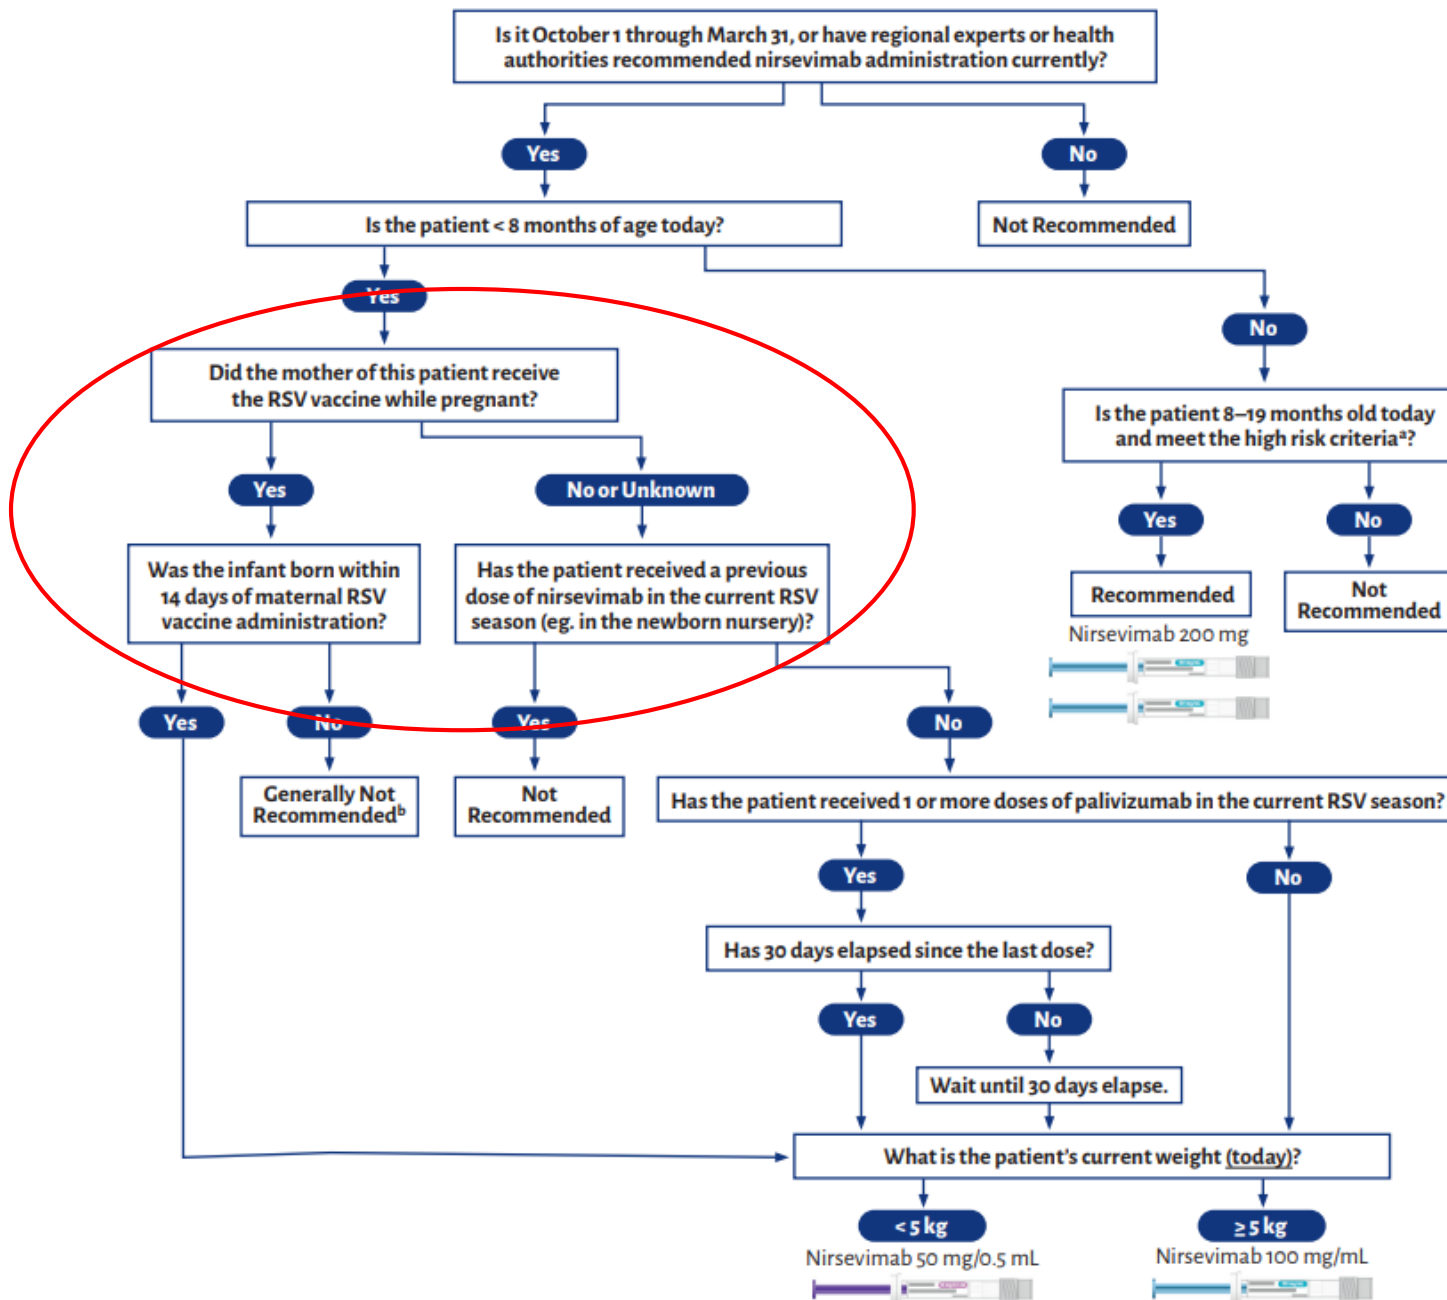 Is it October 1 through March 31, or have regional experts or health
authorities recommended nirsevimab administration currently?
Yes
No
Is the patient < 8 months of age today?
Not Recommended
Yes
No
Did the mother of this patient receive
the RSV vaccine while pregnant?
Is the patient 8–19 months old today
and meet the high risk criteriaᵃ?
Yes
No or Unknown
Yes
No
Was the infant born within
14 days of maternal RSV
vaccine administration?
Has the patient received a previous
dose of nirsevimab in the current RSV
season (eg. in the newborn nursery)?
Recommended
Nirsevimab 200 mg
Not
Recommended
Yes
No
Yes
No
Generally Not
Recommendedᵇ
Not
Recommended
Has the patient received 1 or more doses of palivizumab in the current RSV season?
Yes
No
Has 30 days elapsed since the last dose?
Yes
No
Wait until 30 days elapse.
What is the patient's current weight (today)?
< 5 kg
≥ 5 kg
Nirsevimab 50 mg/0.5 mL
Nirsevimab 100 mg/mL